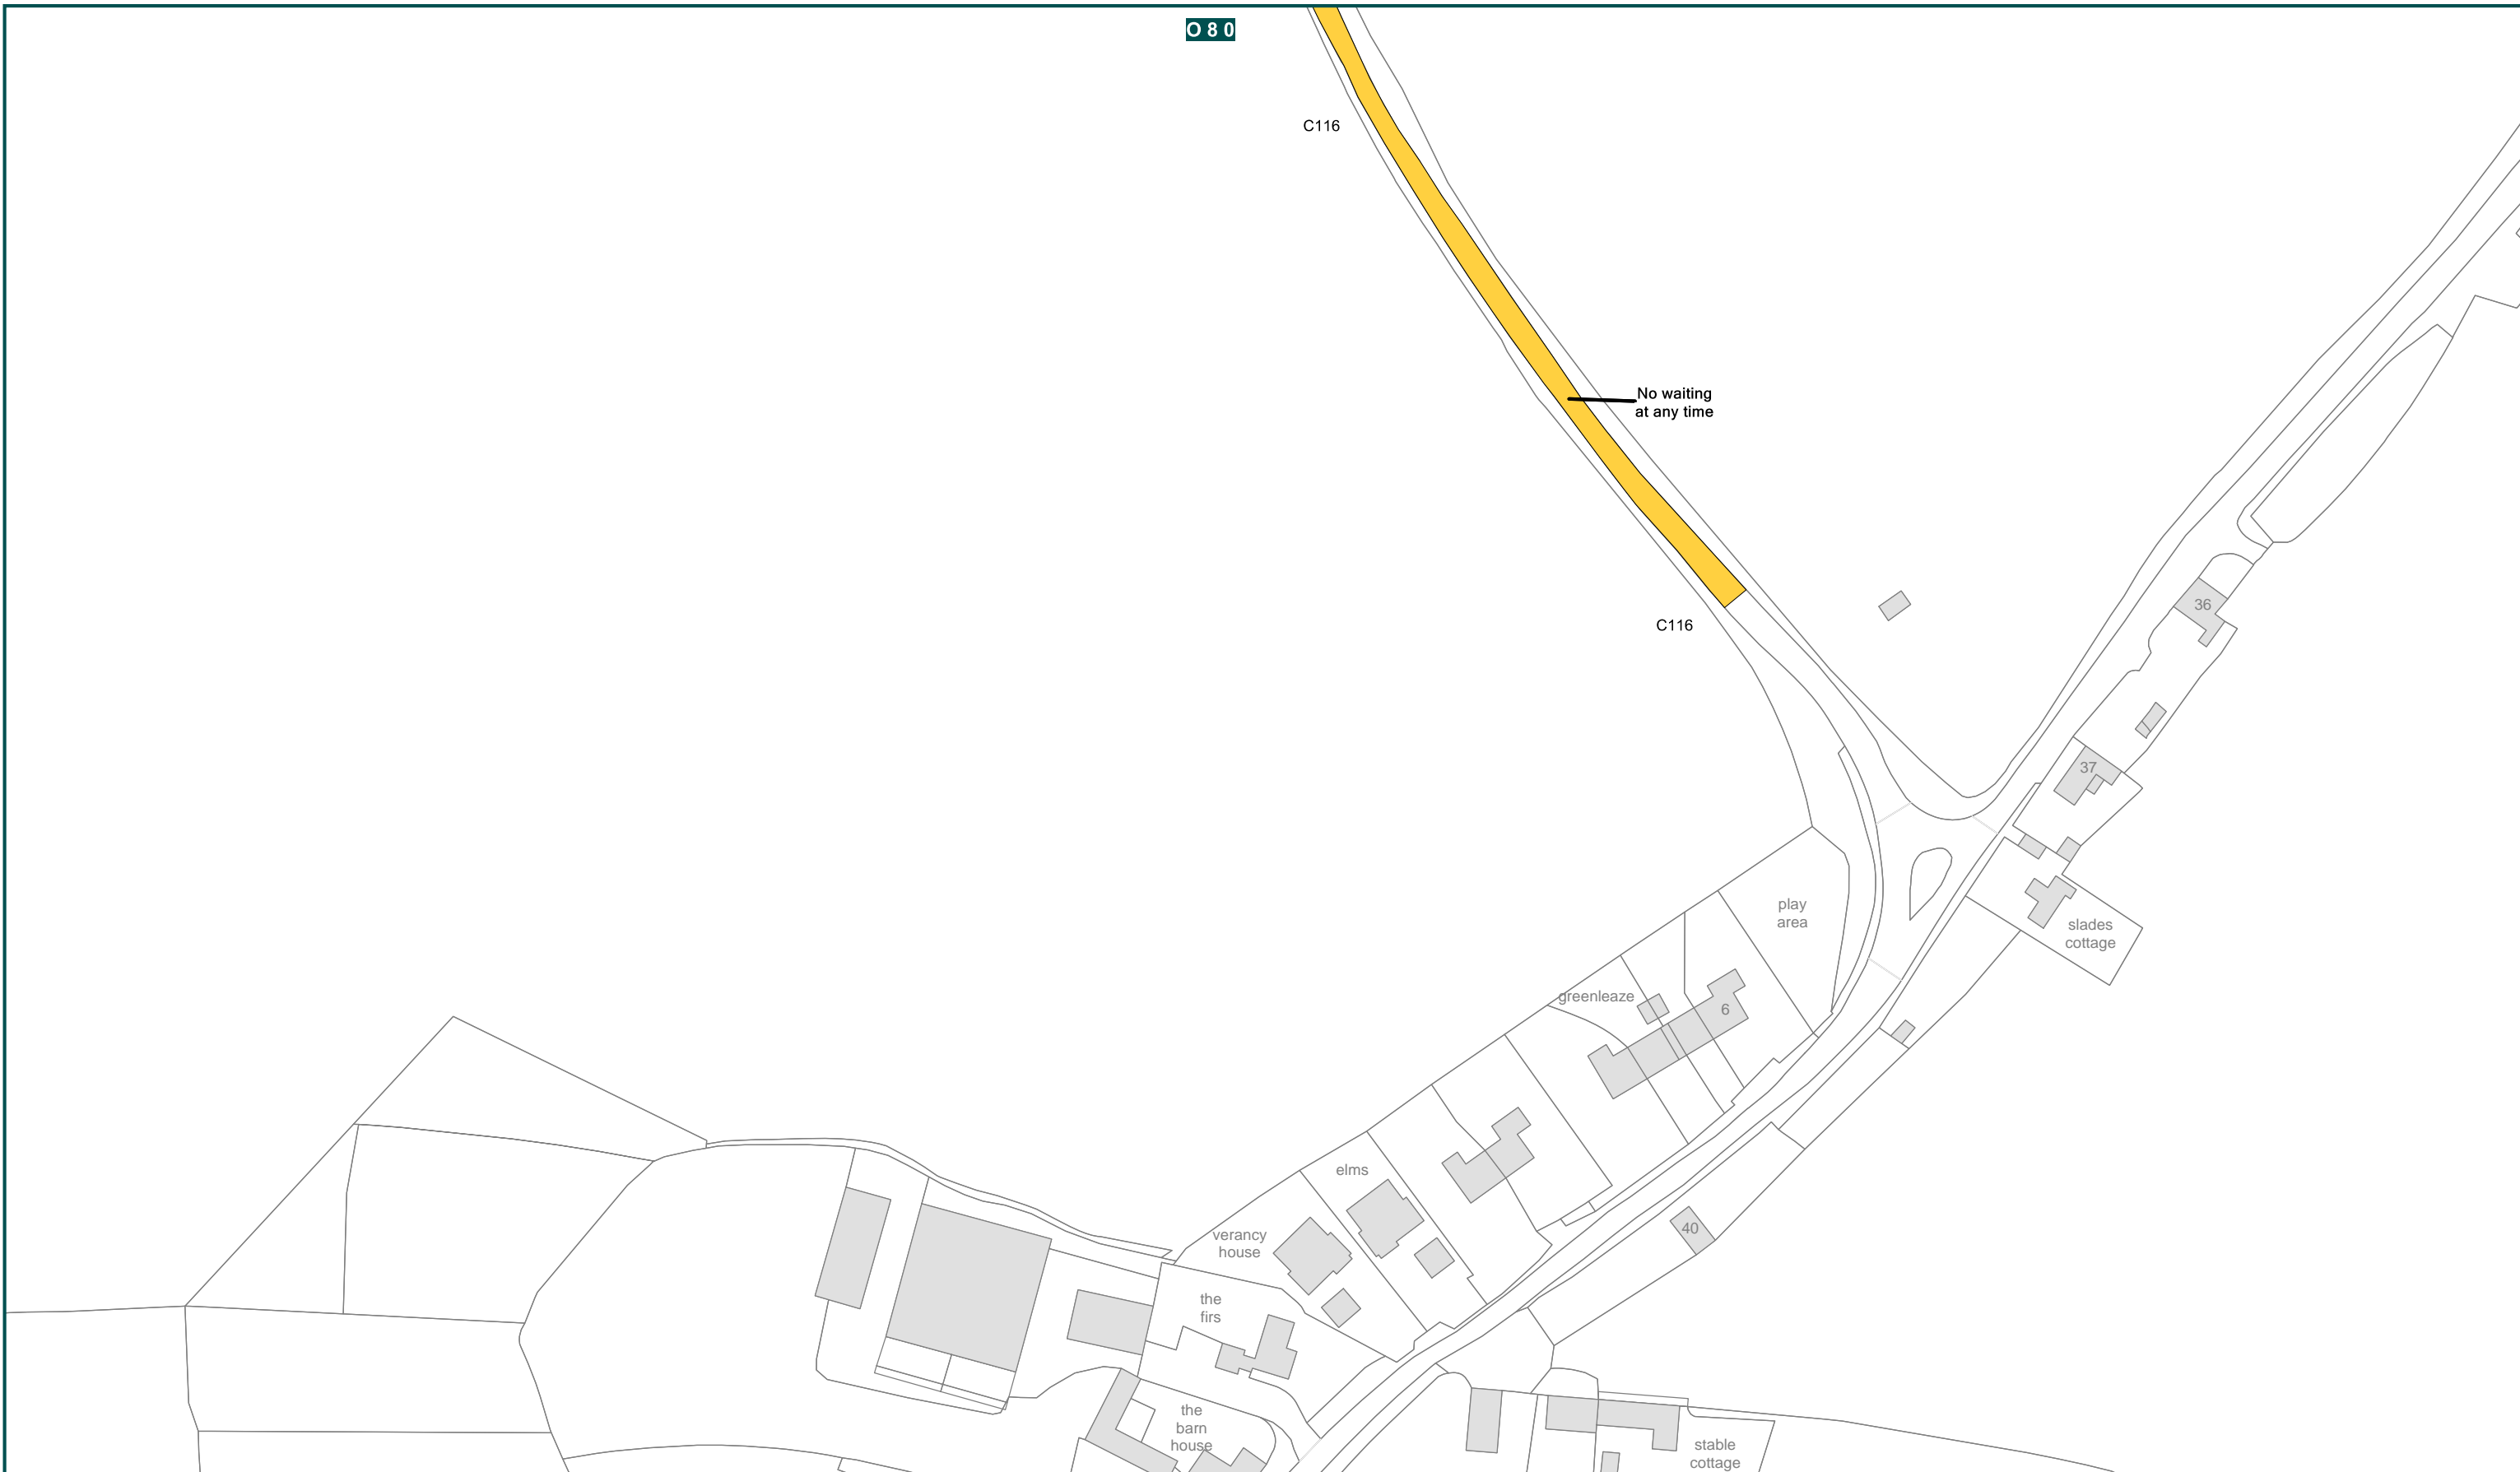 O 8 0
C116
No waiting
at any time
C116
36
37
play
area
slades
cottage
greenleaze
6
elms
verancy
house
40
the
firs
the
barn
house
stable
cottage